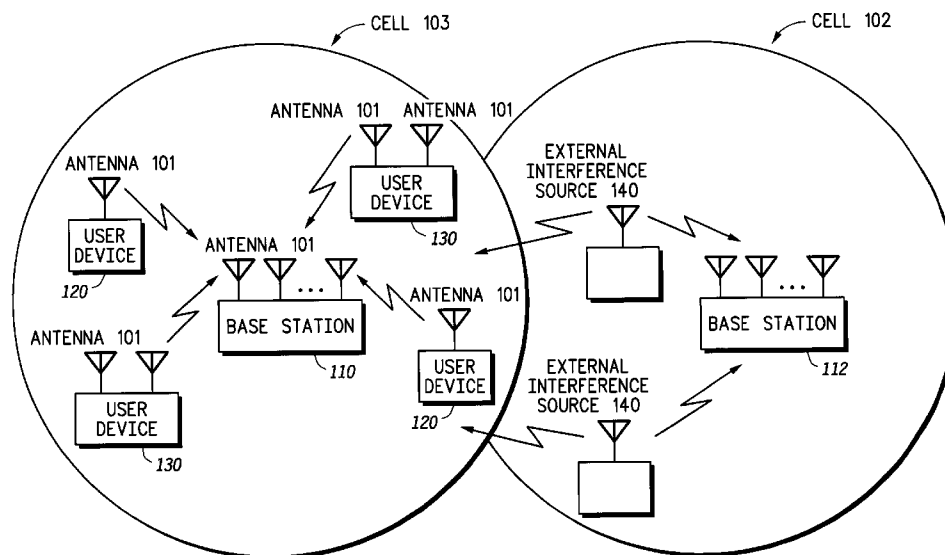 CELL 103
CELL 102
ANTENNA 101
ANTENNA 101
USER
DEVICE
130
ANTENNA 101
USER
DEVICE
120
ANTENNA 101
...
BASE STATION
110
ANTENNA 101
USER
DEVICE
130
ANTENNA 101
USER
DEVICE
120
EXTERNAL
INTERFERENCE
SOURCE 140
...
BASE STATION
112
EXTERNAL
INTERFERENCE
SOURCE 140